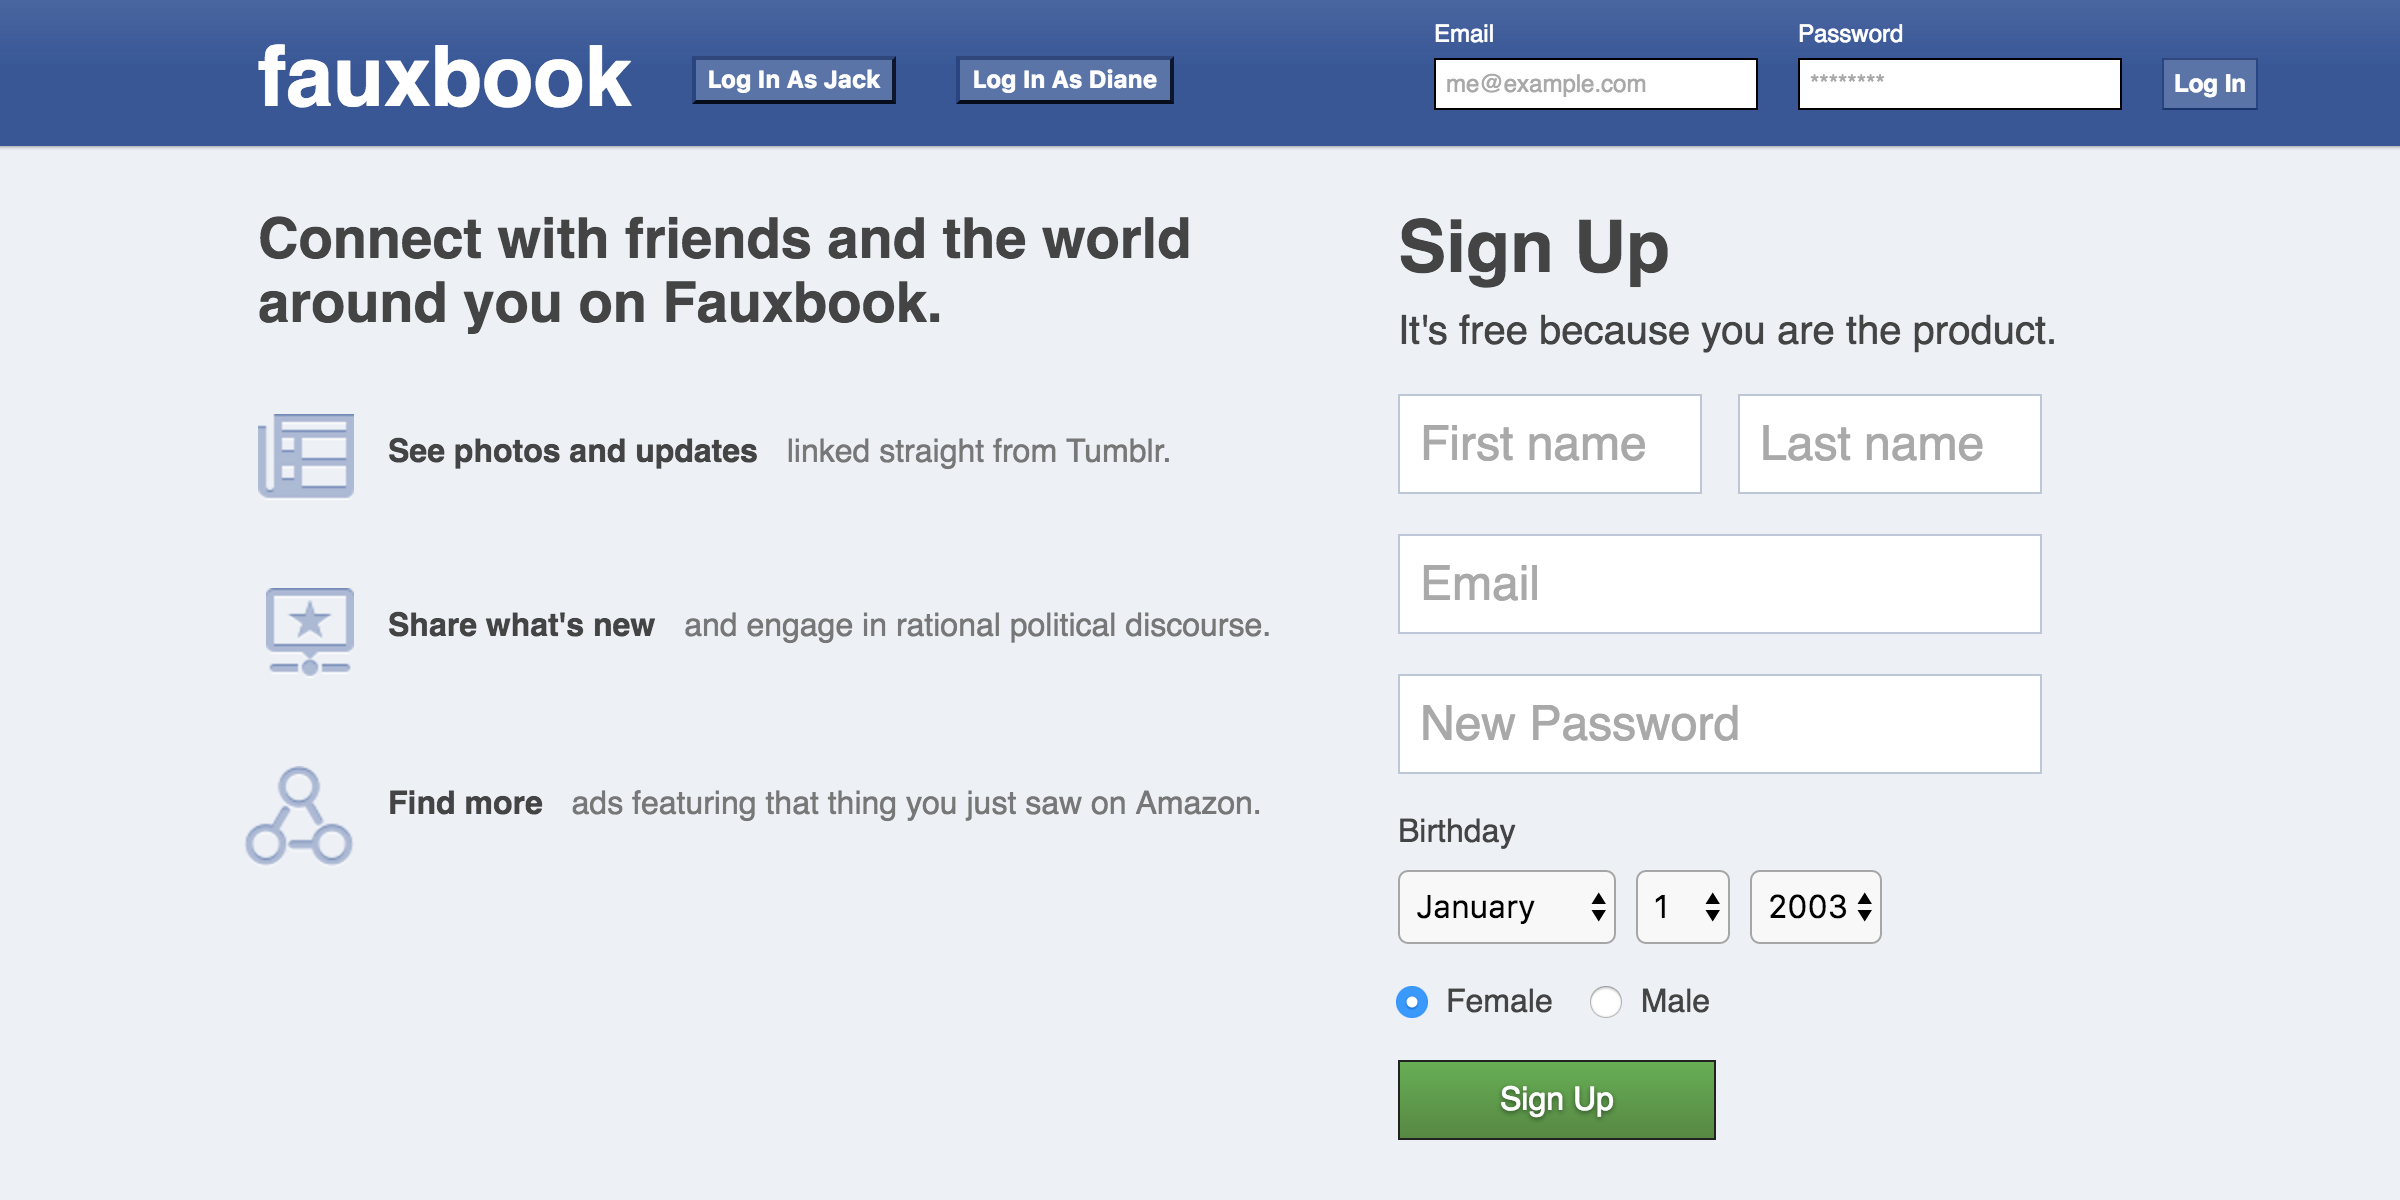 fauxbook
Log In As Jack
Log In As Diane
Email
me@example.com
Password
********
Log In
Connect with friends and the world
around you on Fauxbook.
See photos and updates linked straight from Tumblr.
Share what's new and engage in rational political discourse.
Find more ads featuring that thing you just saw on Amazon.
Sign Up
It's free because you are the product.
First name
Last name
Email
New Password
Birthday
January
1
2003
Female
Male
Sign Up